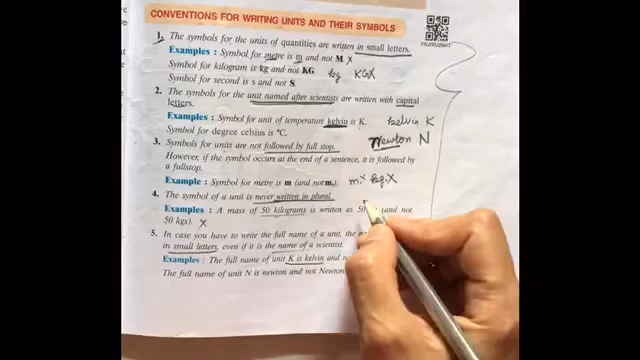 CONVENTIONS FOR WRITING UNITS AND THEIR SYMBOLS
1. The symbols for the units of quantities are written in small letters.
Examples : Symbol for metre is m and not M. X
Symbol for kilogram is kg and not KG. kg KGX
Symbol for second is s and not S.
2. The symbols for the unit named after scientists are written with capital
letters.
Examples : Symbol for unit of temperature kelvin is K. kelvin K
Symbol for degree celsius is °C. Newton N
3. Symbols for units are not followed by full stop.
However, if the symbol occurs at the end of a sentence, it is followed by
a fullstop.
Example : Symbol for metre is m (and not m.) m.x kg.X
4. The symbol of a unit is never written in plural.
Examples : A mass of 50 kilograms is written as 50 (and not
50 kgs) X
5. In case you have to write the full name of a unit, the
in small letters, even if it is the name of a scientist.
Examples : The full name of unit K is kelvin and
The full name of unit N is newton and not Newton